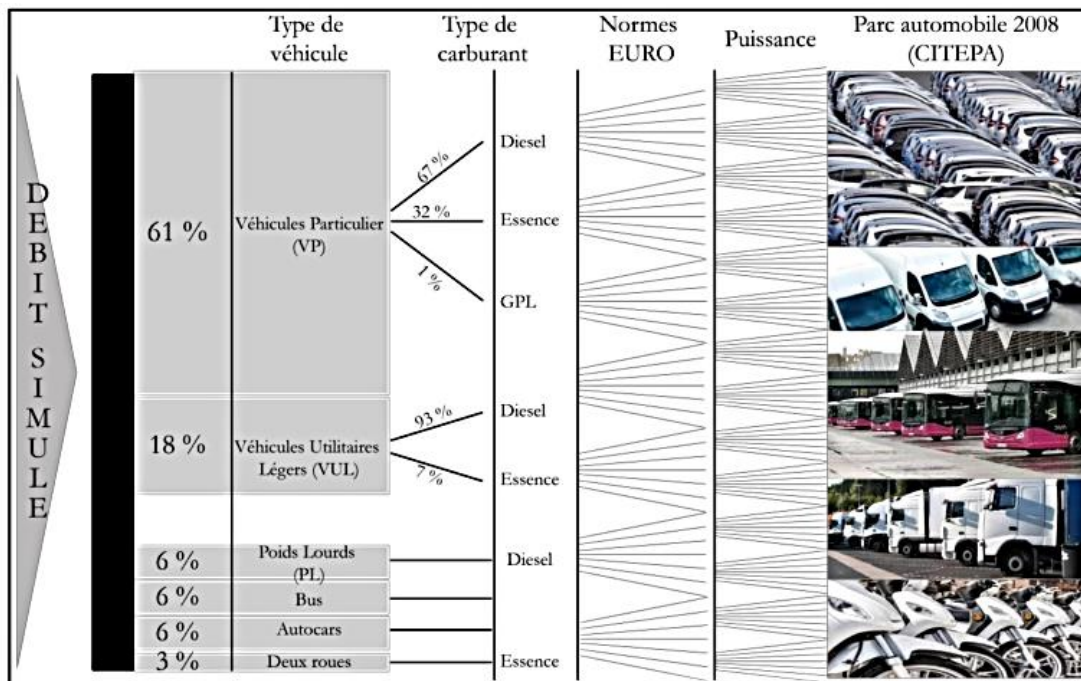 Type de
véhicule
Type de
carburant
Normes
EURO
Puissance
Parc automobile 2008
(CITEPA)
DEBIT SIMULE
61 %
Véhicules Particulier
(VP)
67 %
Diesel
32 %
Essence
1 %
GPL
18 %
Véhicules Utilitaires
Légers (VUL)
93 %
Diesel
7 %
Essence
6 %
Poids Lourds
(PL)
Diesel
6 %
Bus
6 %
Autocars
3 %
Deux roues
Essence